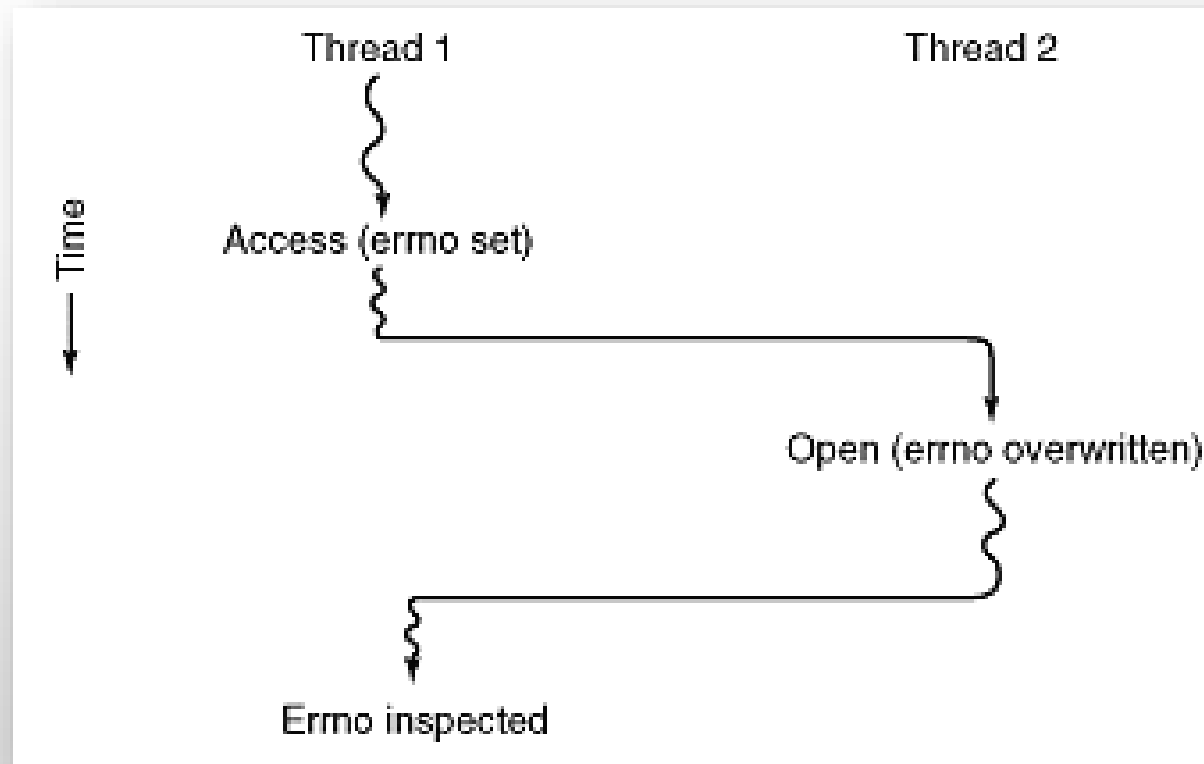 Thread 1
Thread 2
Time
Access (errno set)
Open (errno overwritten)
Errno inspected